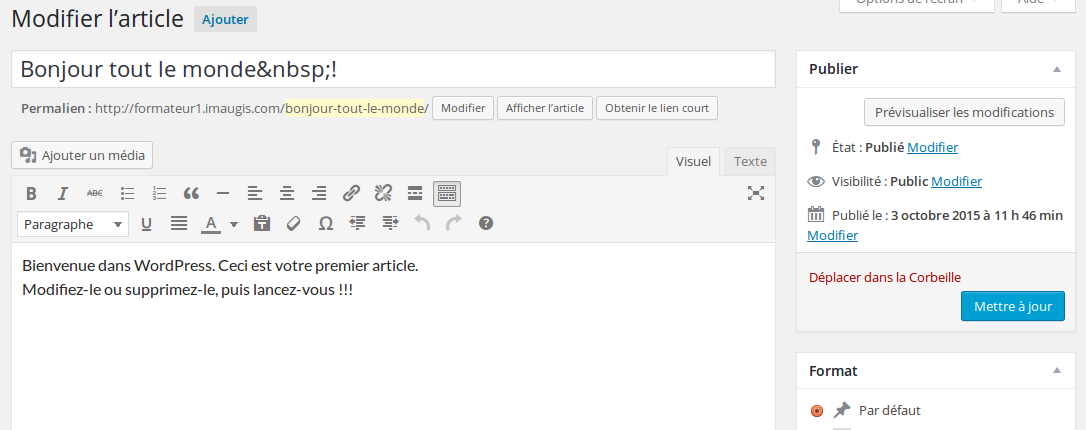 Modifier l’article Ajouter
Options de l'écran Aide
Bonjour tout le monde&nbsp;!
Permalien : http://formateur1.imaugis.com/bonjour-tout-le-monde/ Modifier Afficher l’article Obtenir le lien court
Ajouter un média
Visuel Texte
B I ABC
Paragraphe U A T Ω ?
Bienvenue dans WordPress. Ceci est votre premier article.
Modifiez-le ou supprimez-le, puis lancez-vous !!!
Publier
Prévisualiser les modifications
État : Publié Modifier
Visibilité : Public Modifier
Publié le : 3 octobre 2015 à 11 h 46 min
Modifier
Déplacer dans la Corbeille
Mettre à jour
Format
Par défaut